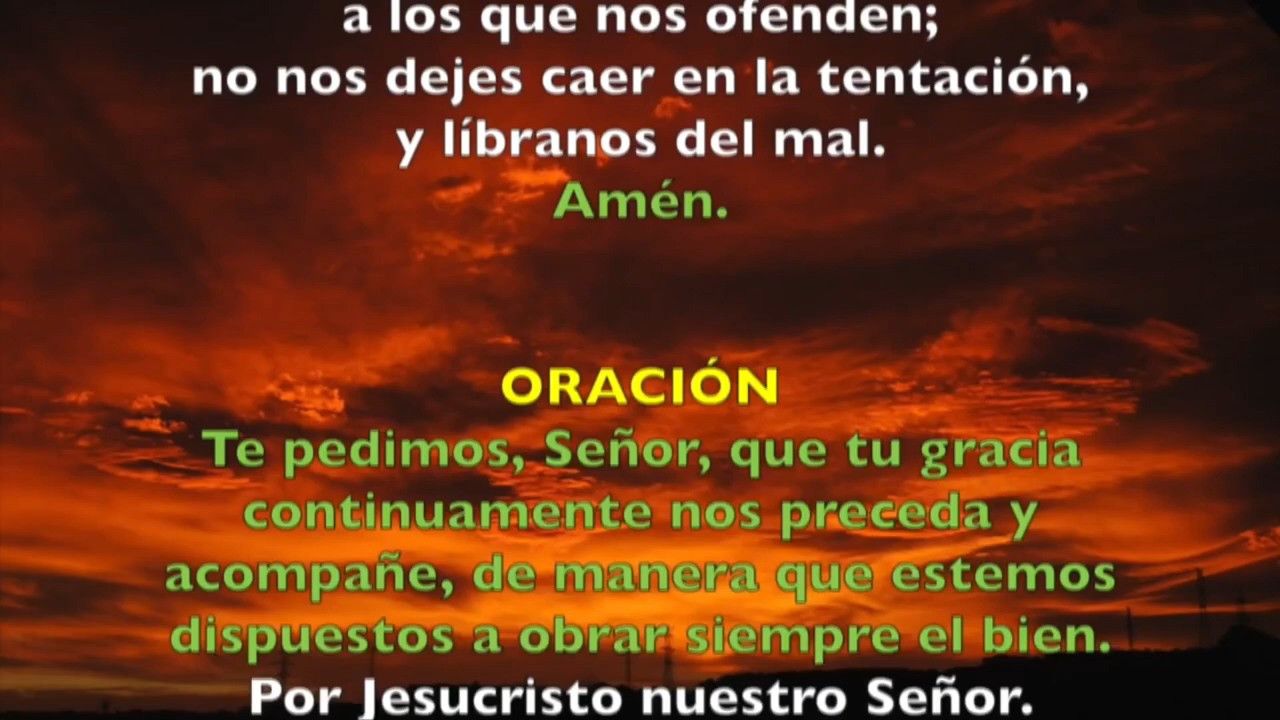 a los que nos ofenden;
no nos dejes caer en la tentación,
y líbranos del mal.
Amén.
ORACIÓN
Te pedimos, Señor, que tu gracia
continuamente nos preceda y
acompañe, de manera que estemos
dispuestos a obrar siempre el bien.
Por Jesucristo nuestro Señor.